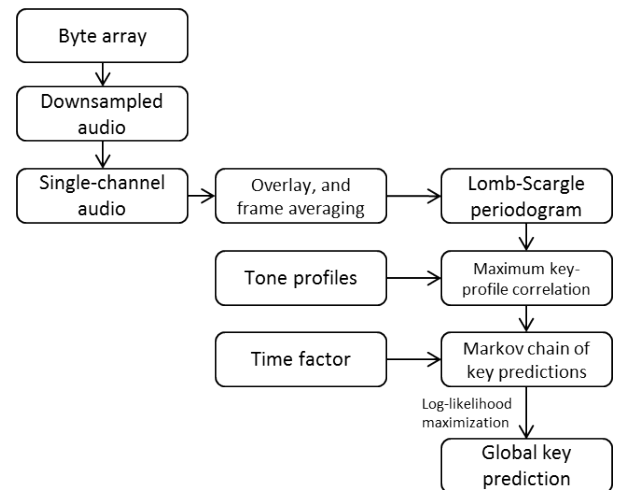 Byte array
Downsampled
audio
Single-channel
audio
Overlay, and
frame averaging
Lomb-Scargle
periodogram
Tone profiles
Maximum key-
profile correlation
Time factor
Markov chain of
key predictions
Log-likelihood
maximization
Global key
prediction